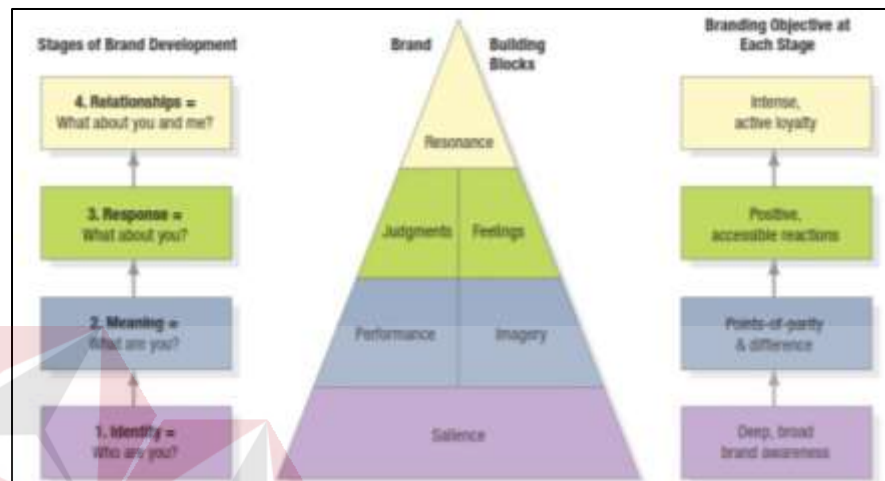 Stages of Brand Development
4. Relationships =
What about you and me?
3. Response =
What about you?
2. Meaning =
What are you?
1. Identity =
Who are you?
Brand
Building
Blocks
Resonance
Judgments
Feelings
Performance
Imagery
Salience
Branding Objective at
Each Stage
Intense,
active loyalty
Positive,
accessible reactions
Points-of-parity
& difference
Deep, broad
brand awareness